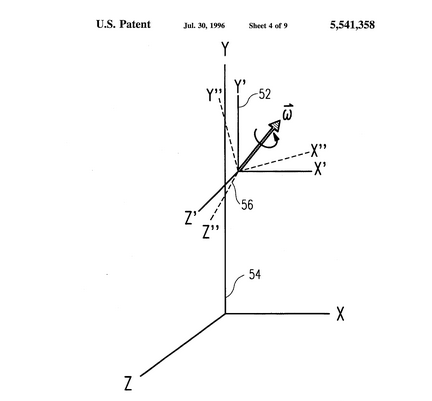 U.S. Patent Jul. 30, 1996 Sheet 4 of 9 5,541,358
Y
Y'
Y''
52
ω
X''
X'
56
Z'
Z''
54
X
Z